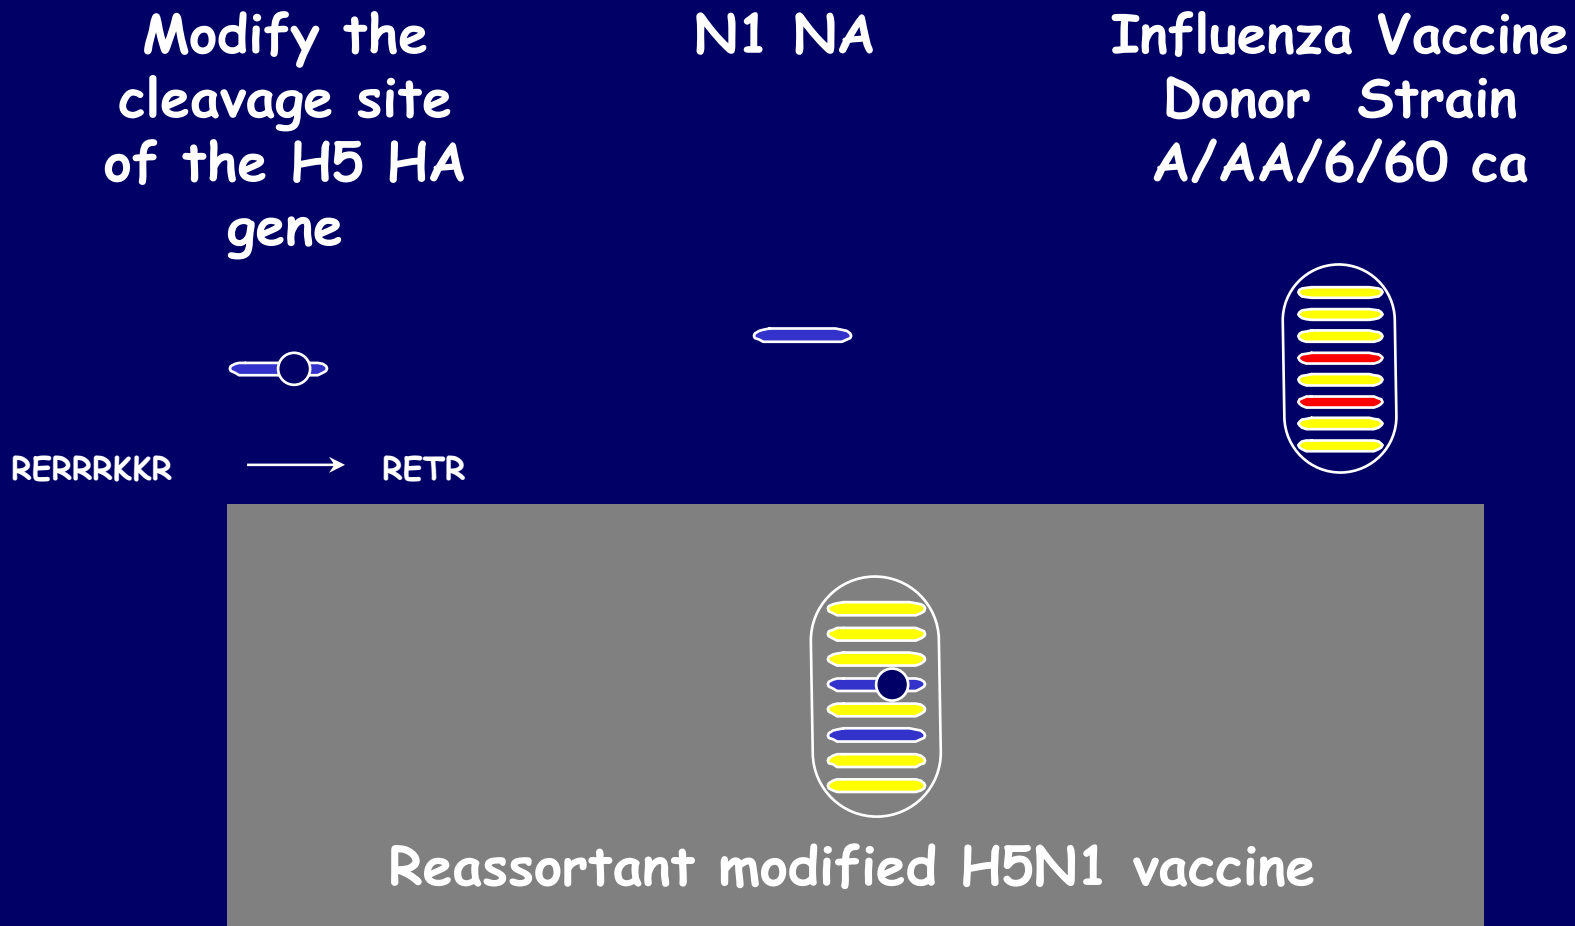 Modify the
cleavage site
of the H5 HA
gene
N1 NA
Influenza Vaccine
Donor Strain
A/AA/6/60 ca
RERRRKKR
RETR
Reassortant modified H5N1 vaccine